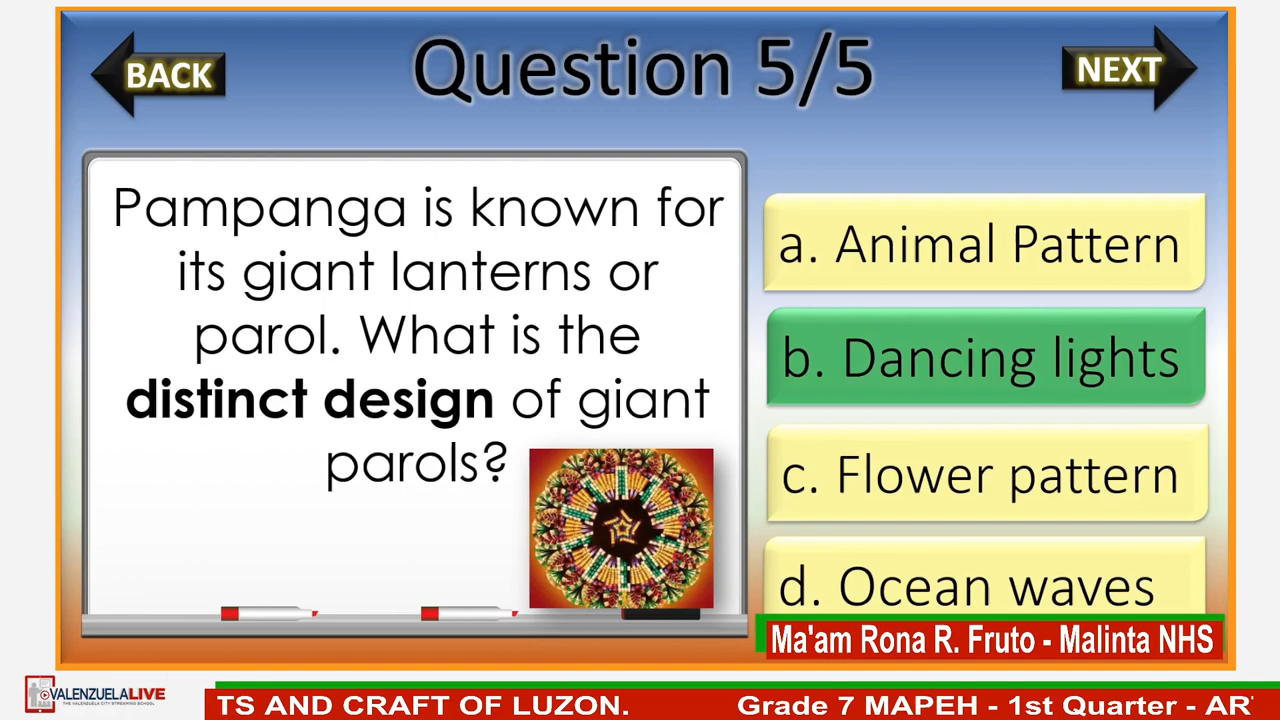 BACK
Question 5/5
NEXT
Pampanga is known for
its giant lanterns or
parol. What is the
distinct design of giant
parols?
a. Animal Pattern
b. Dancing lights
c. Flower pattern
d. Ocean waves
Ma'am Rona R. Fruto - Malinta NHS
VALENZUELALIVE
THE VALENZUELA CITY STREAMING SCHOOL
TS AND CRAFT OF LUZON. Grade 7 MAPEH - 1st Quarter - AR